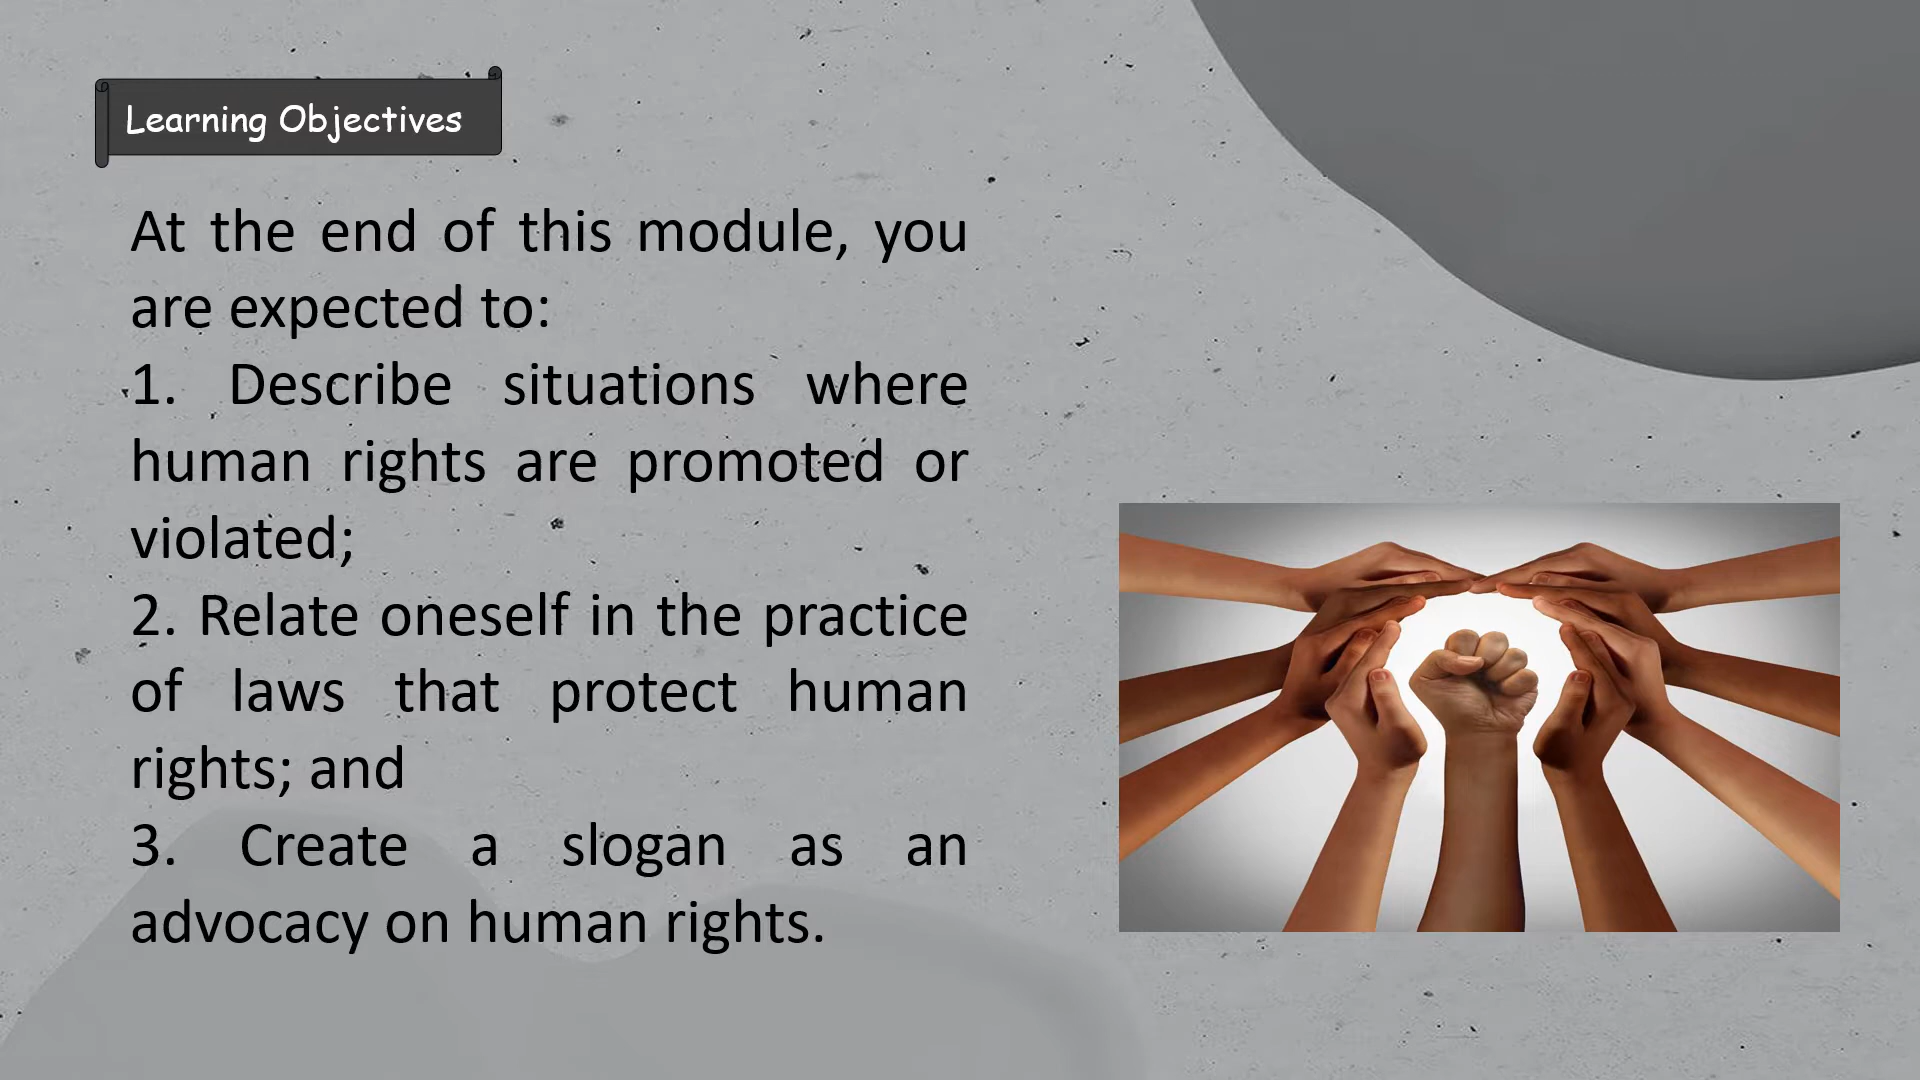 Learning Objectives
At the end of this module, you
are expected to:
1. Describe situations where
human rights are promoted or
violated;
2. Relate oneself in the practice
of laws that protect human
rights; and
3. Create a slogan as an
advocacy on human rights.